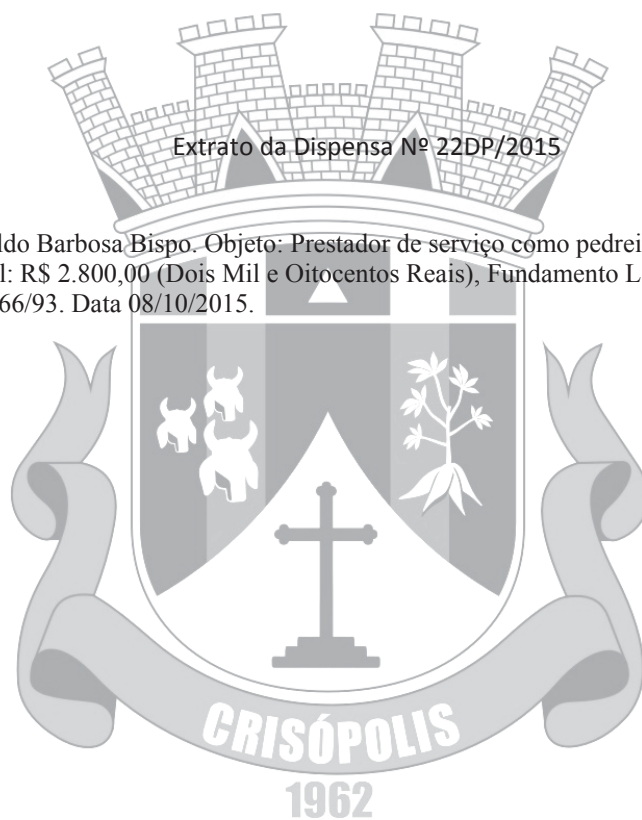 Extrato da Dispensa Nº 22DP/2015
ldo Barbosa Bispo. Objeto: Prestador de serviço como pedrei
l: R$ 2.800,00 (Dois Mil e Oitocentos Reais), Fundamento L
66/93. Data 08/10/2015.
CRISÓPOLIS
1962